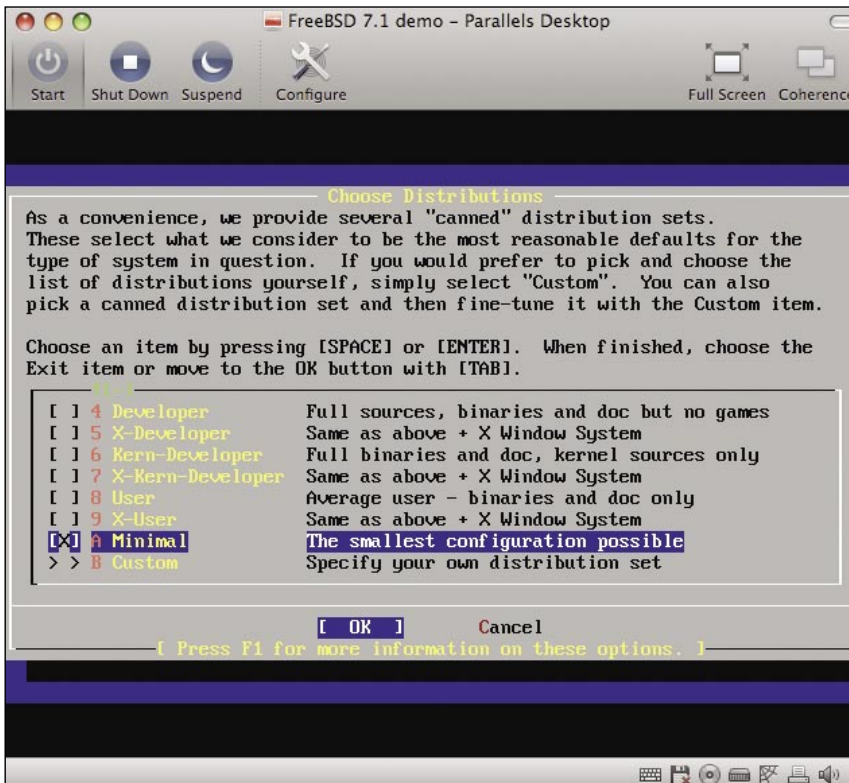 FreeBSD 7.1 demo – Parallels Desktop
Start Shut Down Suspend Configure Full Screen Coherence
Choose Distributions
As a convenience, we provide several "canned" distribution sets.
These select what we consider to be the most reasonable defaults for the
type of system in question. If you would prefer to pick and choose the
list of distributions yourself, simply select "Custom". You can also
pick a canned distribution set and then fine-tune it with the Custom item.
Choose an item by pressing [SPACE] or [ENTER]. When finished, choose the
Exit item or move to the OK button with [TAB].
[ ] 4 Developer Full sources, binaries and doc but no games
[ ] 5 X-Developer Same as above + X Window System
[ ] 6 Kern-Developer Full binaries and doc, kernel sources only
[ ] 7 X-Kern-Developer Same as above + X Window System
[ ] 8 User Average user - binaries and doc only
[ ] 9 X-User Same as above + X Window System
[X] A Minimal The smallest configuration possible
> > B Custom Specify your own distribution set
[ OK ] Cancel
[ Press F1 for more information on these options. ]